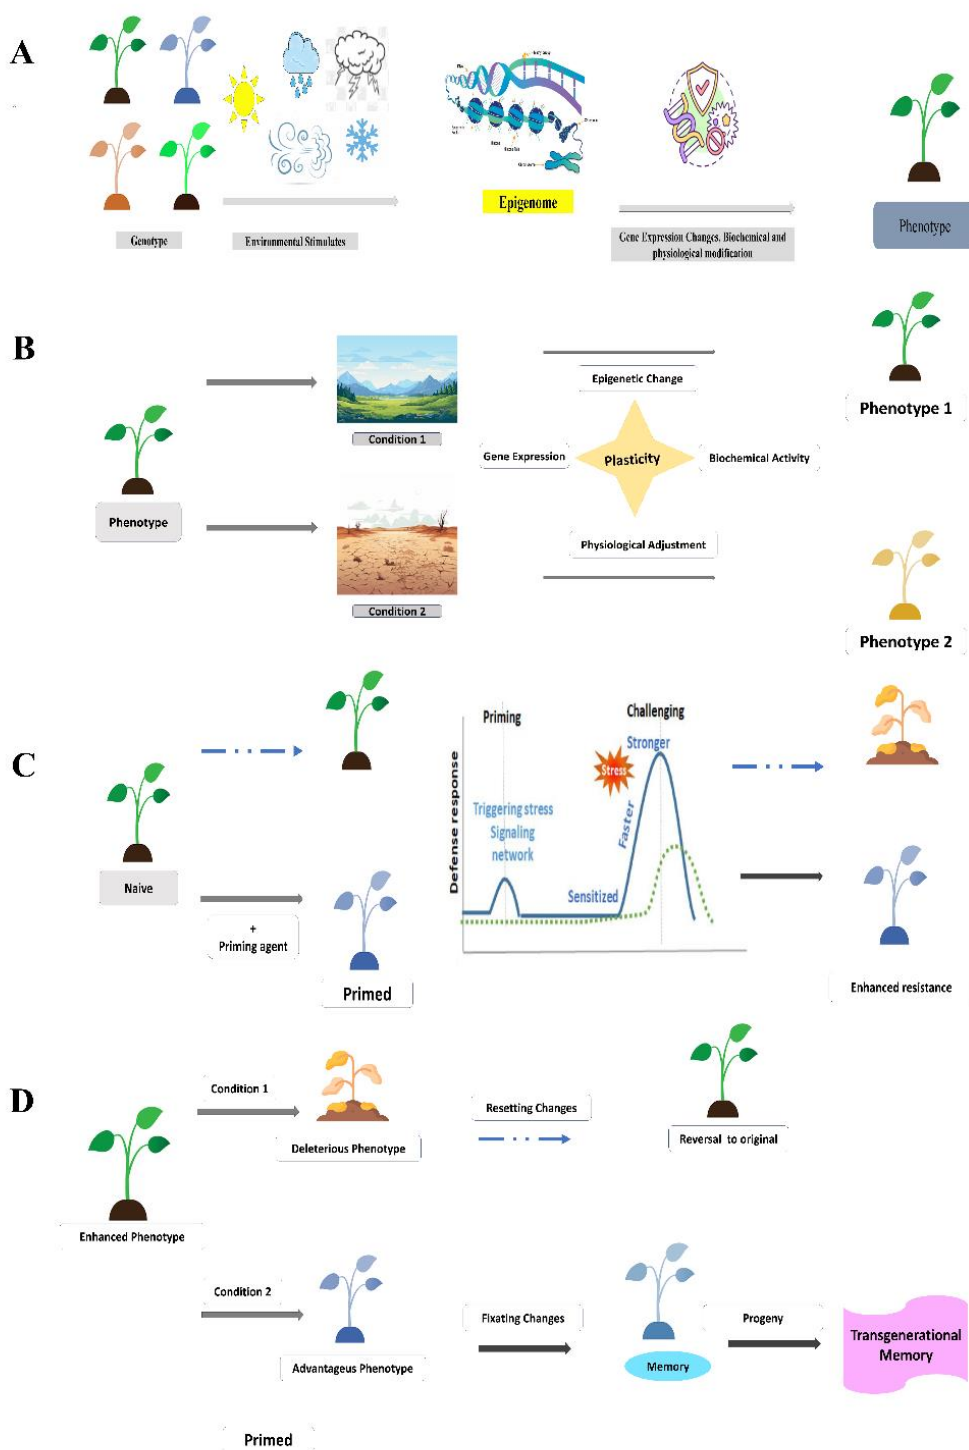 A
Epigenome
Genotype
Environmental Stimulates
Gene Expression Changes, Biochemical and
physiological modification
Phenotype
B
Phenotype
Condition 1
Condition 2
Epigenetic Change
Gene Expression
Plasticity
Biochemical Activity
Physiological Adjustment
Phenotype 1
Phenotype 2
C
Naive
+
Priming agent
Primed
Defense response
Priming
Challenging
Stronger
Stress
Triggering stress
Signaling
network
Faster
Sensitized
Enhanced resistance
D
Enhanced Phenotype
Condition 1
Deleterious Phenotype
Resetting Changes
Reversal to original
Condition 2
Advantageus Phenotype
Fixating Changes
Memory
Progeny
Transgenerational
Memory
Primed